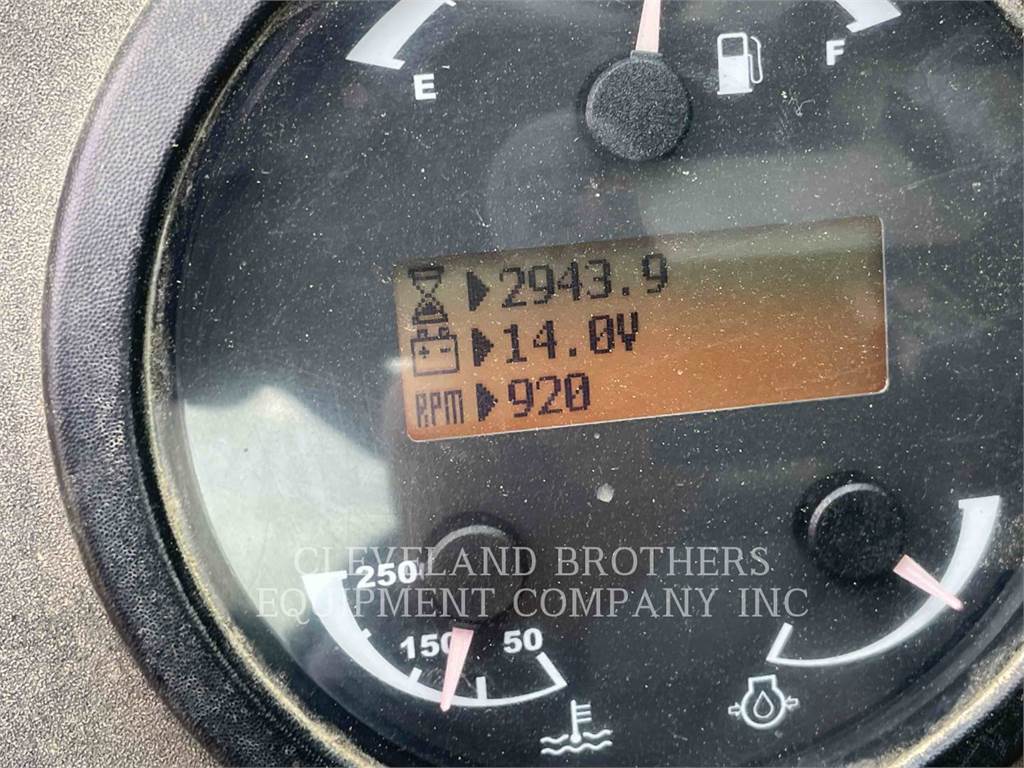 E
F
2943.9
14.0V
RPM 920
250
150
50
CLEVELAND BROTHERS
EQUIPMENT COMPANY INC